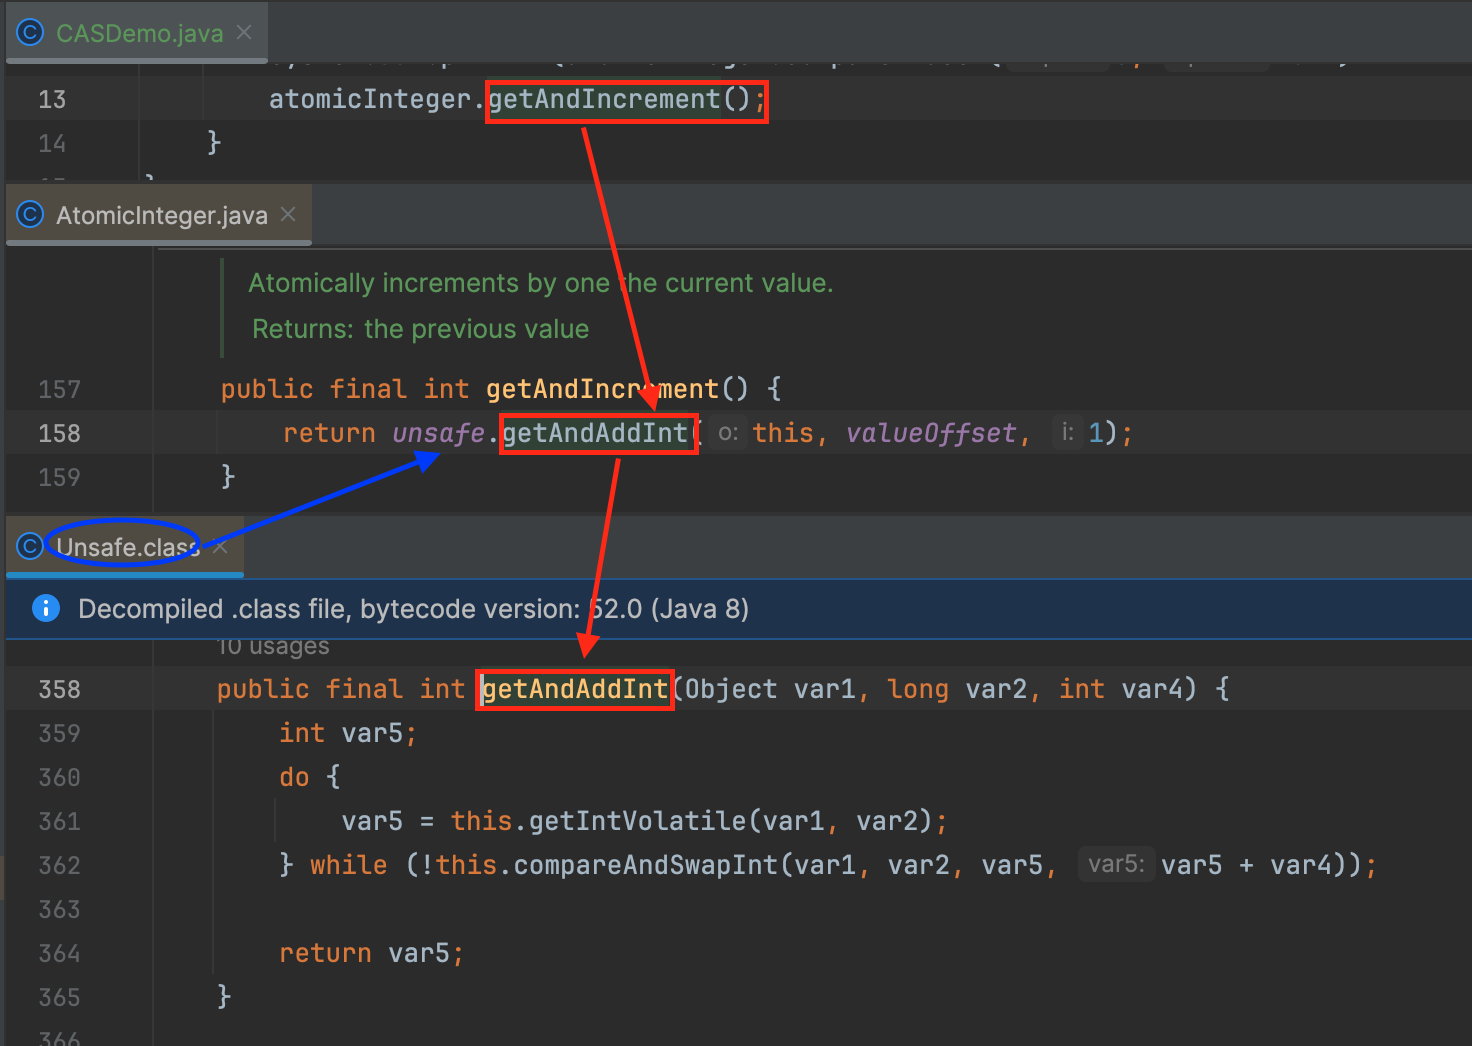 CASDemo.java
13 atomicInteger.getAndIncrement();
14 }
AtomicInteger.java
Atomically increments by one the current value.
Returns: the previous value
157 public final int getAndIncrement() {
158 return unsafe.getAndAddInt( o: this, valueOffset, i: 1);
159 }
Unsafe.class
Decompiled .class file, bytecode version: 52.0 (Java 8)
10 usages
358 public final int getAndAddInt(Object var1, long var2, int var4) {
359 int var5;
360 do {
361 var5 = this.getIntVolatile(var1, var2);
362 } while (!this.compareAndSwapInt(var1, var2, var5, var5: var5 + var4));
363
364 return var5;
365 }
366